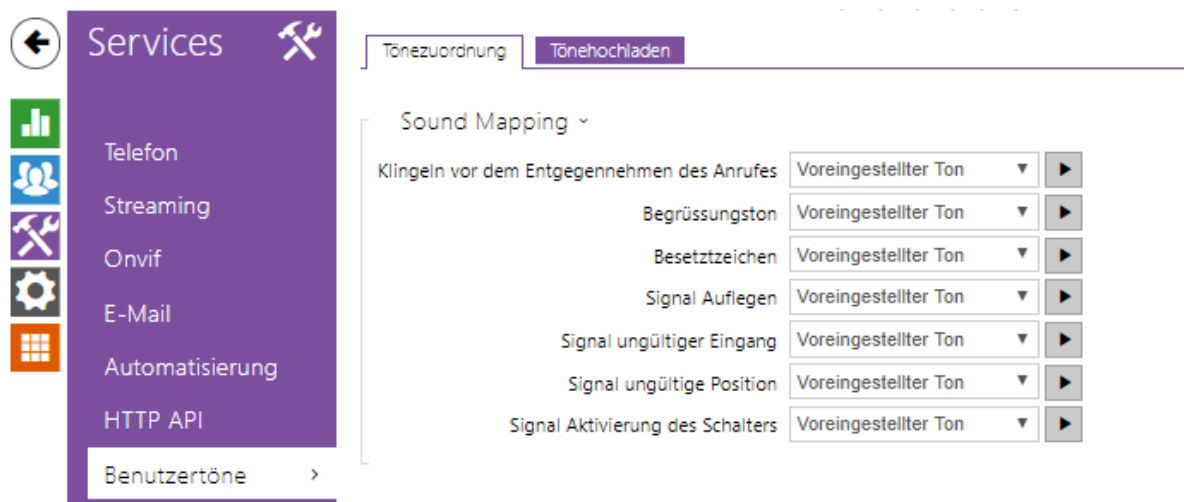 Services
Telefon
Streaming
Onvif
E-Mail
Automatisierung
HTTP API
Benutzertöne
Tönezuordnung Tönehochladen
Sound Mapping
Klingeln vor dem Entgegennehmen des Anrufes Voreingestellter Ton
Begrüssungston Voreingestellter Ton
Besetztzeichen Voreingestellter Ton
Signal Auflegen Voreingestellter Ton
Signal ungültiger Eingang Voreingestellter Ton
Signal ungültige Position Voreingestellter Ton
Signal Aktivierung des Schalters Voreingestellter Ton